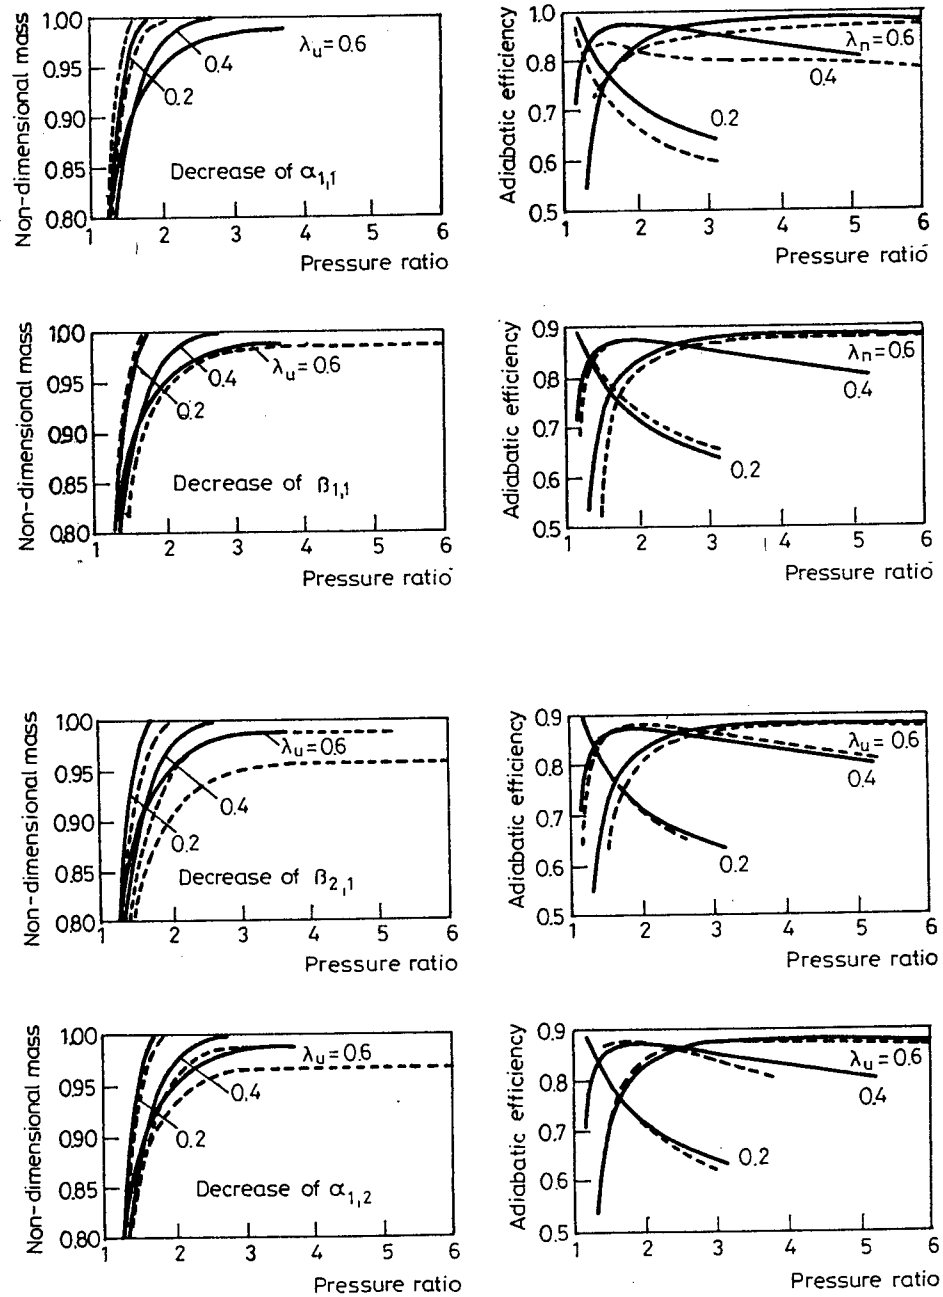 Non-dimensional mass
1.00
0.95
0.90
0.85
0.80
1 2 3 4 5 6
Pressure ratio
λu=0.6
0.4
0.2
Decrease of α1,1
Adiabatic efficiency
1.0
0.9
0.8
0.7
0.6
0.5
1 2 3 4 5 6
Pressure ratio
λn=0.6
0.4
0.2
Non-dimensional mass
1.00
0.95
0.90
0.85
0.80
1 2 3 4 5 6
Pressure ratio
λu=0.6
0.4
0.2
Decrease of β1,1
Adiabatic efficiency
0.9
0.8
0.7
0.6
0.5
1 2 3 4 5 6
Pressure ratio
λn=0.6
0.4
0.2
Non-dimensional mass
1.00
0.95
0.90
0.85
0.80
1 2 3 4 5 6
Pressure ratio
λu=0.6
0.4
0.2
Decrease of β2,1
Adiabatic efficiency
0.9
0.8
0.7
0.6
0.5
1 2 3 4 5 6
Pressure ratio
λu=0.6
0.4
0.2
Non-dimensional mass
1.00
0.95
0.90
0.85
0.80
1 2 3 4 5 6
Pressure ratio
λu=0.6
0.4
0.2
Decrease of α1,2
Adiabatic efficiency
0.9
0.8
0.7
0.6
0.5
1 2 3 4 5 6
Pressure ratio
λu=0.6
0.4
0.2